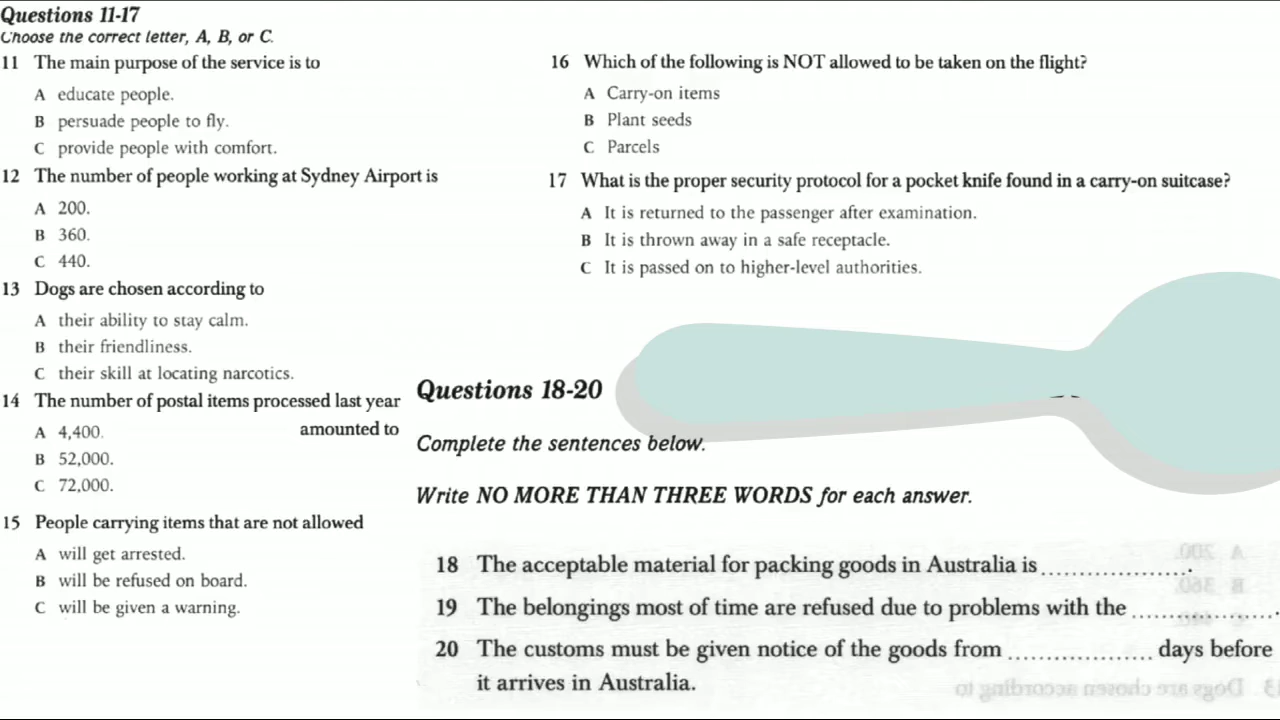 Questions 11-17
Choose the correct letter, A, B, or C.
11 The main purpose of the service is to
A educate people.
B persuade people to fly.
C provide people with comfort.
12 The number of people working at Sydney Airport is
A 200.
B 360.
C 440.
13 Dogs are chosen according to
A their ability to stay calm.
B their friendliness.
C their skill at locating narcotics.
14 The number of postal items processed last year
amounted to
A 4,400.
B 52,000.
C 72,000.
15 People carrying items that are not allowed
A will get arrested.
B will be refused on board.
C will be given a warning.
16 Which of the following is NOT allowed to be taken on the flight?
A Carry-on items
B Plant seeds
C Parcels
17 What is the proper security protocol for a pocket knife found in a carry-on suitcase?
A It is returned to the passenger after examination.
B It is thrown away in a safe receptacle.
C It is passed on to higher-level authorities.
Questions 18-20
Complete the sentences below.
Write NO MORE THAN THREE WORDS for each answer.
18 The acceptable material for packing goods in Australia is ....................
19 The belongings most of time are refused due to problems with the ....................
20 The customs must be given notice of the goods from .................... days before
it arrives in Australia.